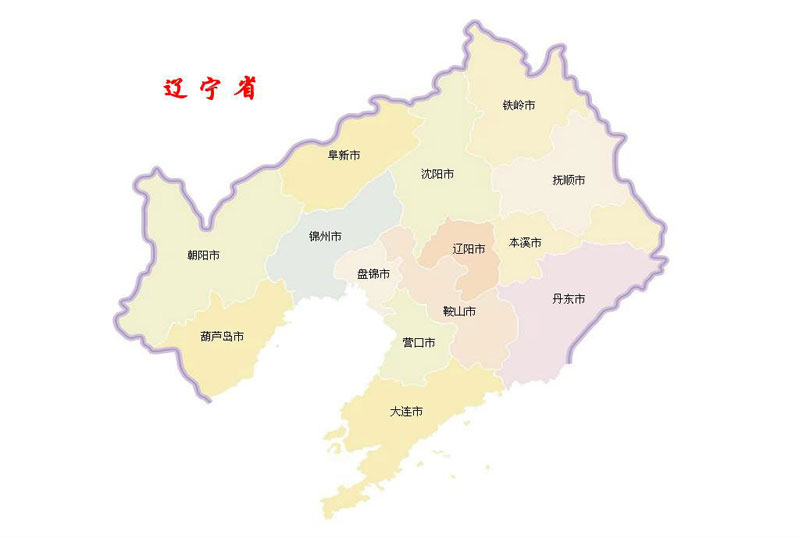 辽宁省
铁岭市
阜新市
沈阳市
抚顺市
锦州市
辽阳市
本溪市
朝阳市
盘锦市
丹东市
鞍山市
葫芦岛市
营口市
大连市